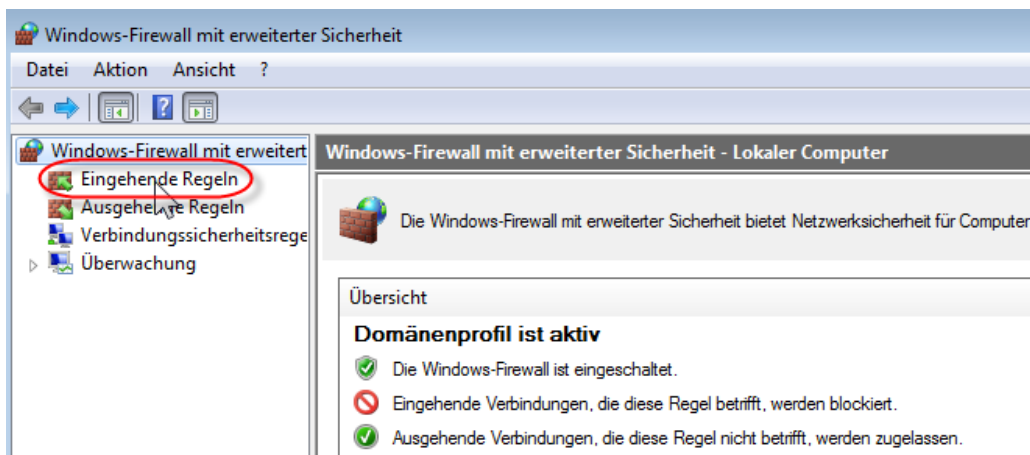 Windows-Firewall mit erweiterter Sicherheit
Datei Aktion Ansicht ?
Windows-Firewall mit erweitert
Eingehende Regeln
Ausgehende Regeln
Verbindungssicherheitsrege
Überwachung
Windows-Firewall mit erweiterter Sicherheit - Lokaler Computer
Die Windows-Firewall mit erweiterter Sicherheit bietet Netzwerksicherheit für Computer
Übersicht
Domänenprofil ist aktiv
Die Windows-Firewall ist eingeschaltet.
Eingehende Verbindungen, die diese Regel betrifft, werden blockiert.
Ausgehende Verbindungen, die diese Regel nicht betrifft, werden zugelassen.